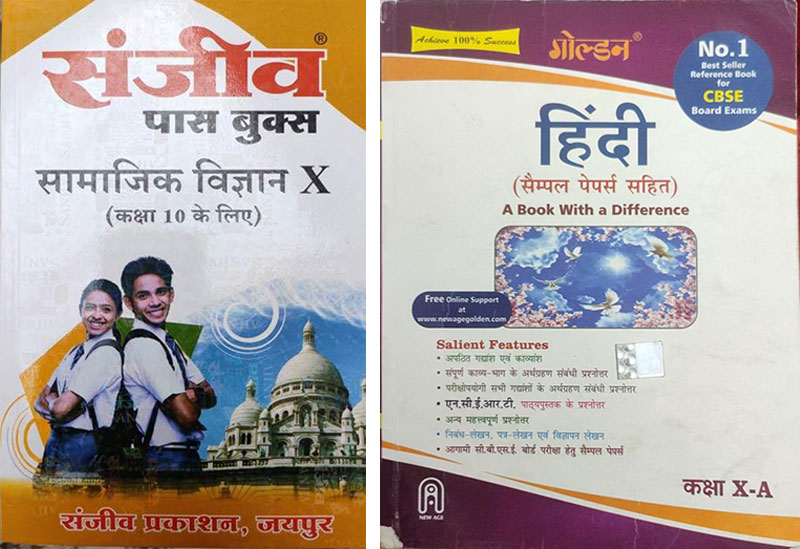 संजीव®
पास बुक्स
सामाजिक विज्ञान X
(कक्षा 10 के लिए)
संजीव प्रकाशन, जयपुर
Achieve 100% Success
गोल्डन®
No.1
Best Seller
Reference Book
for
CBSE
Board Exams
हिंदी
(सैम्पल पेपर्स सहित)
A Book With a Difference
Free Online Support
at
www.newagegolden.com
Salient Features
• अपठित गद्यांश एवं काव्यांश
• संपूर्ण काव्य-भाग के अर्थग्रहण संबंधी प्रश्नोत्तर
• परीक्षोपयोगी सभी गद्यांशों के अर्थग्रहण संबंधी प्रश्नोत्तर
• एन.सी.ई.आर.टी. पाठ्यपुस्तक के प्रश्नोत्तर
• अन्य महत्त्वपूर्ण प्रश्नोत्तर
• निबंध-लेखन, पत्र-लेखन एवं विज्ञापन लेखन
• आगामी सी.बी.एस.ई. बोर्ड परीक्षा हेतु सैम्पल पेपर्स
NEW AGE
कक्षा X-A